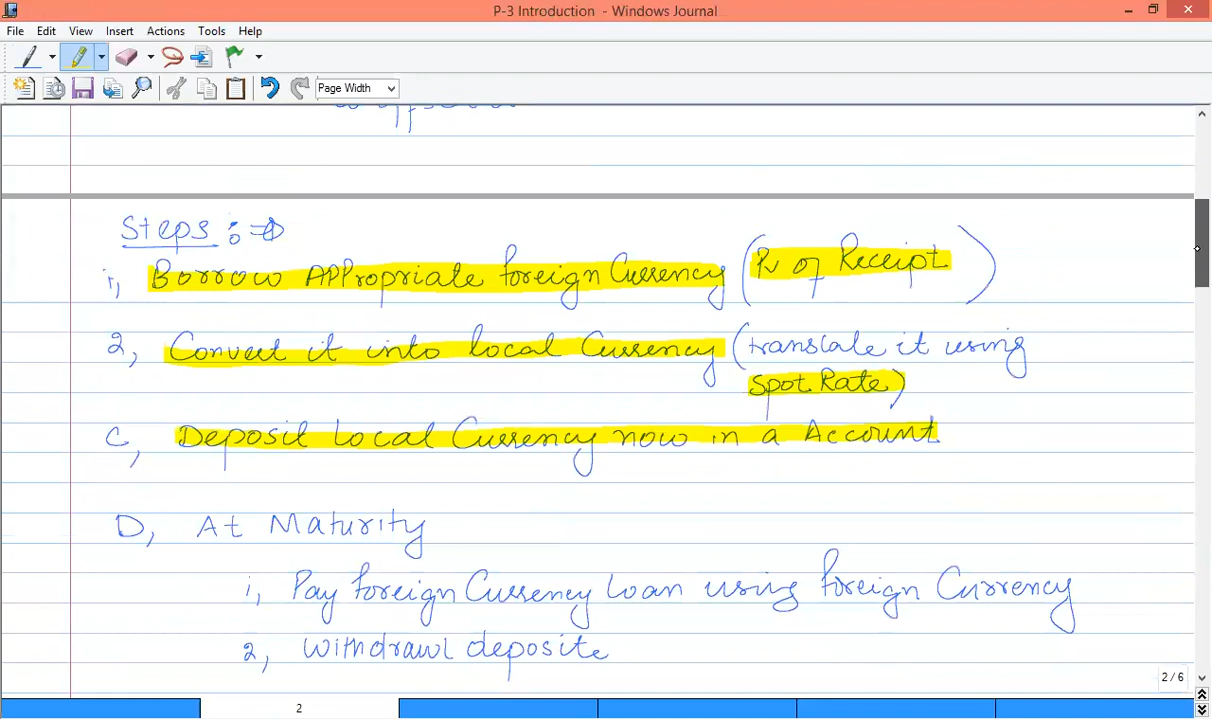 P-3 Introduction - Windows Journal
File Edit View Insert Actions Tools Help
Page Width
Steps :⇒
1, Borrow APPropriate foreign Currency (Pv of Receipt)
2, Convert it into local Currency (translate it using
Spot Rate)
C, Deposit Local Currency now in a Account
D, At Maturity
1, Pay foreign Currency Loan using foreign Currency
2, Withdrawl deposite
2 / 6
2